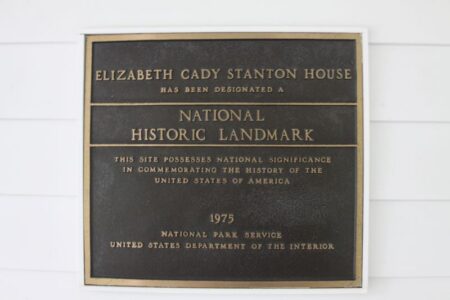 ELIZABETH CADY STANTON HOUSE
HAS BEEN DESIGNATED A
NATIONAL
HISTORIC LANDMARK
THIS SITE POSSESSES NATIONAL SIGNIFICANCE
IN COMMEMORATING THE HISTORY OF THE
UNITED STATES OF AMERICA
1975
NATIONAL PARK SERVICE
UNITED STATES DEPARTMENT OF THE INTERIOR